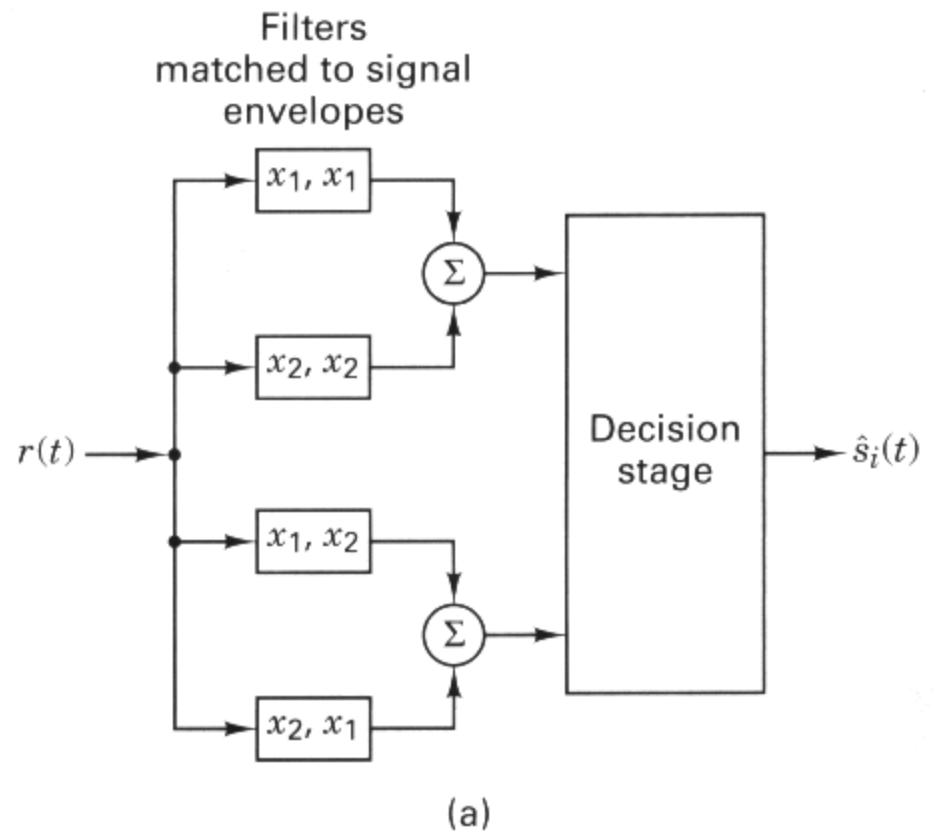 Filters
matched to signal
envelopes
x1, x1
Σ
x2, x2
r(t)
Decision
stage
ŝi(t)
x1, x2
Σ
x2, x1
(a)